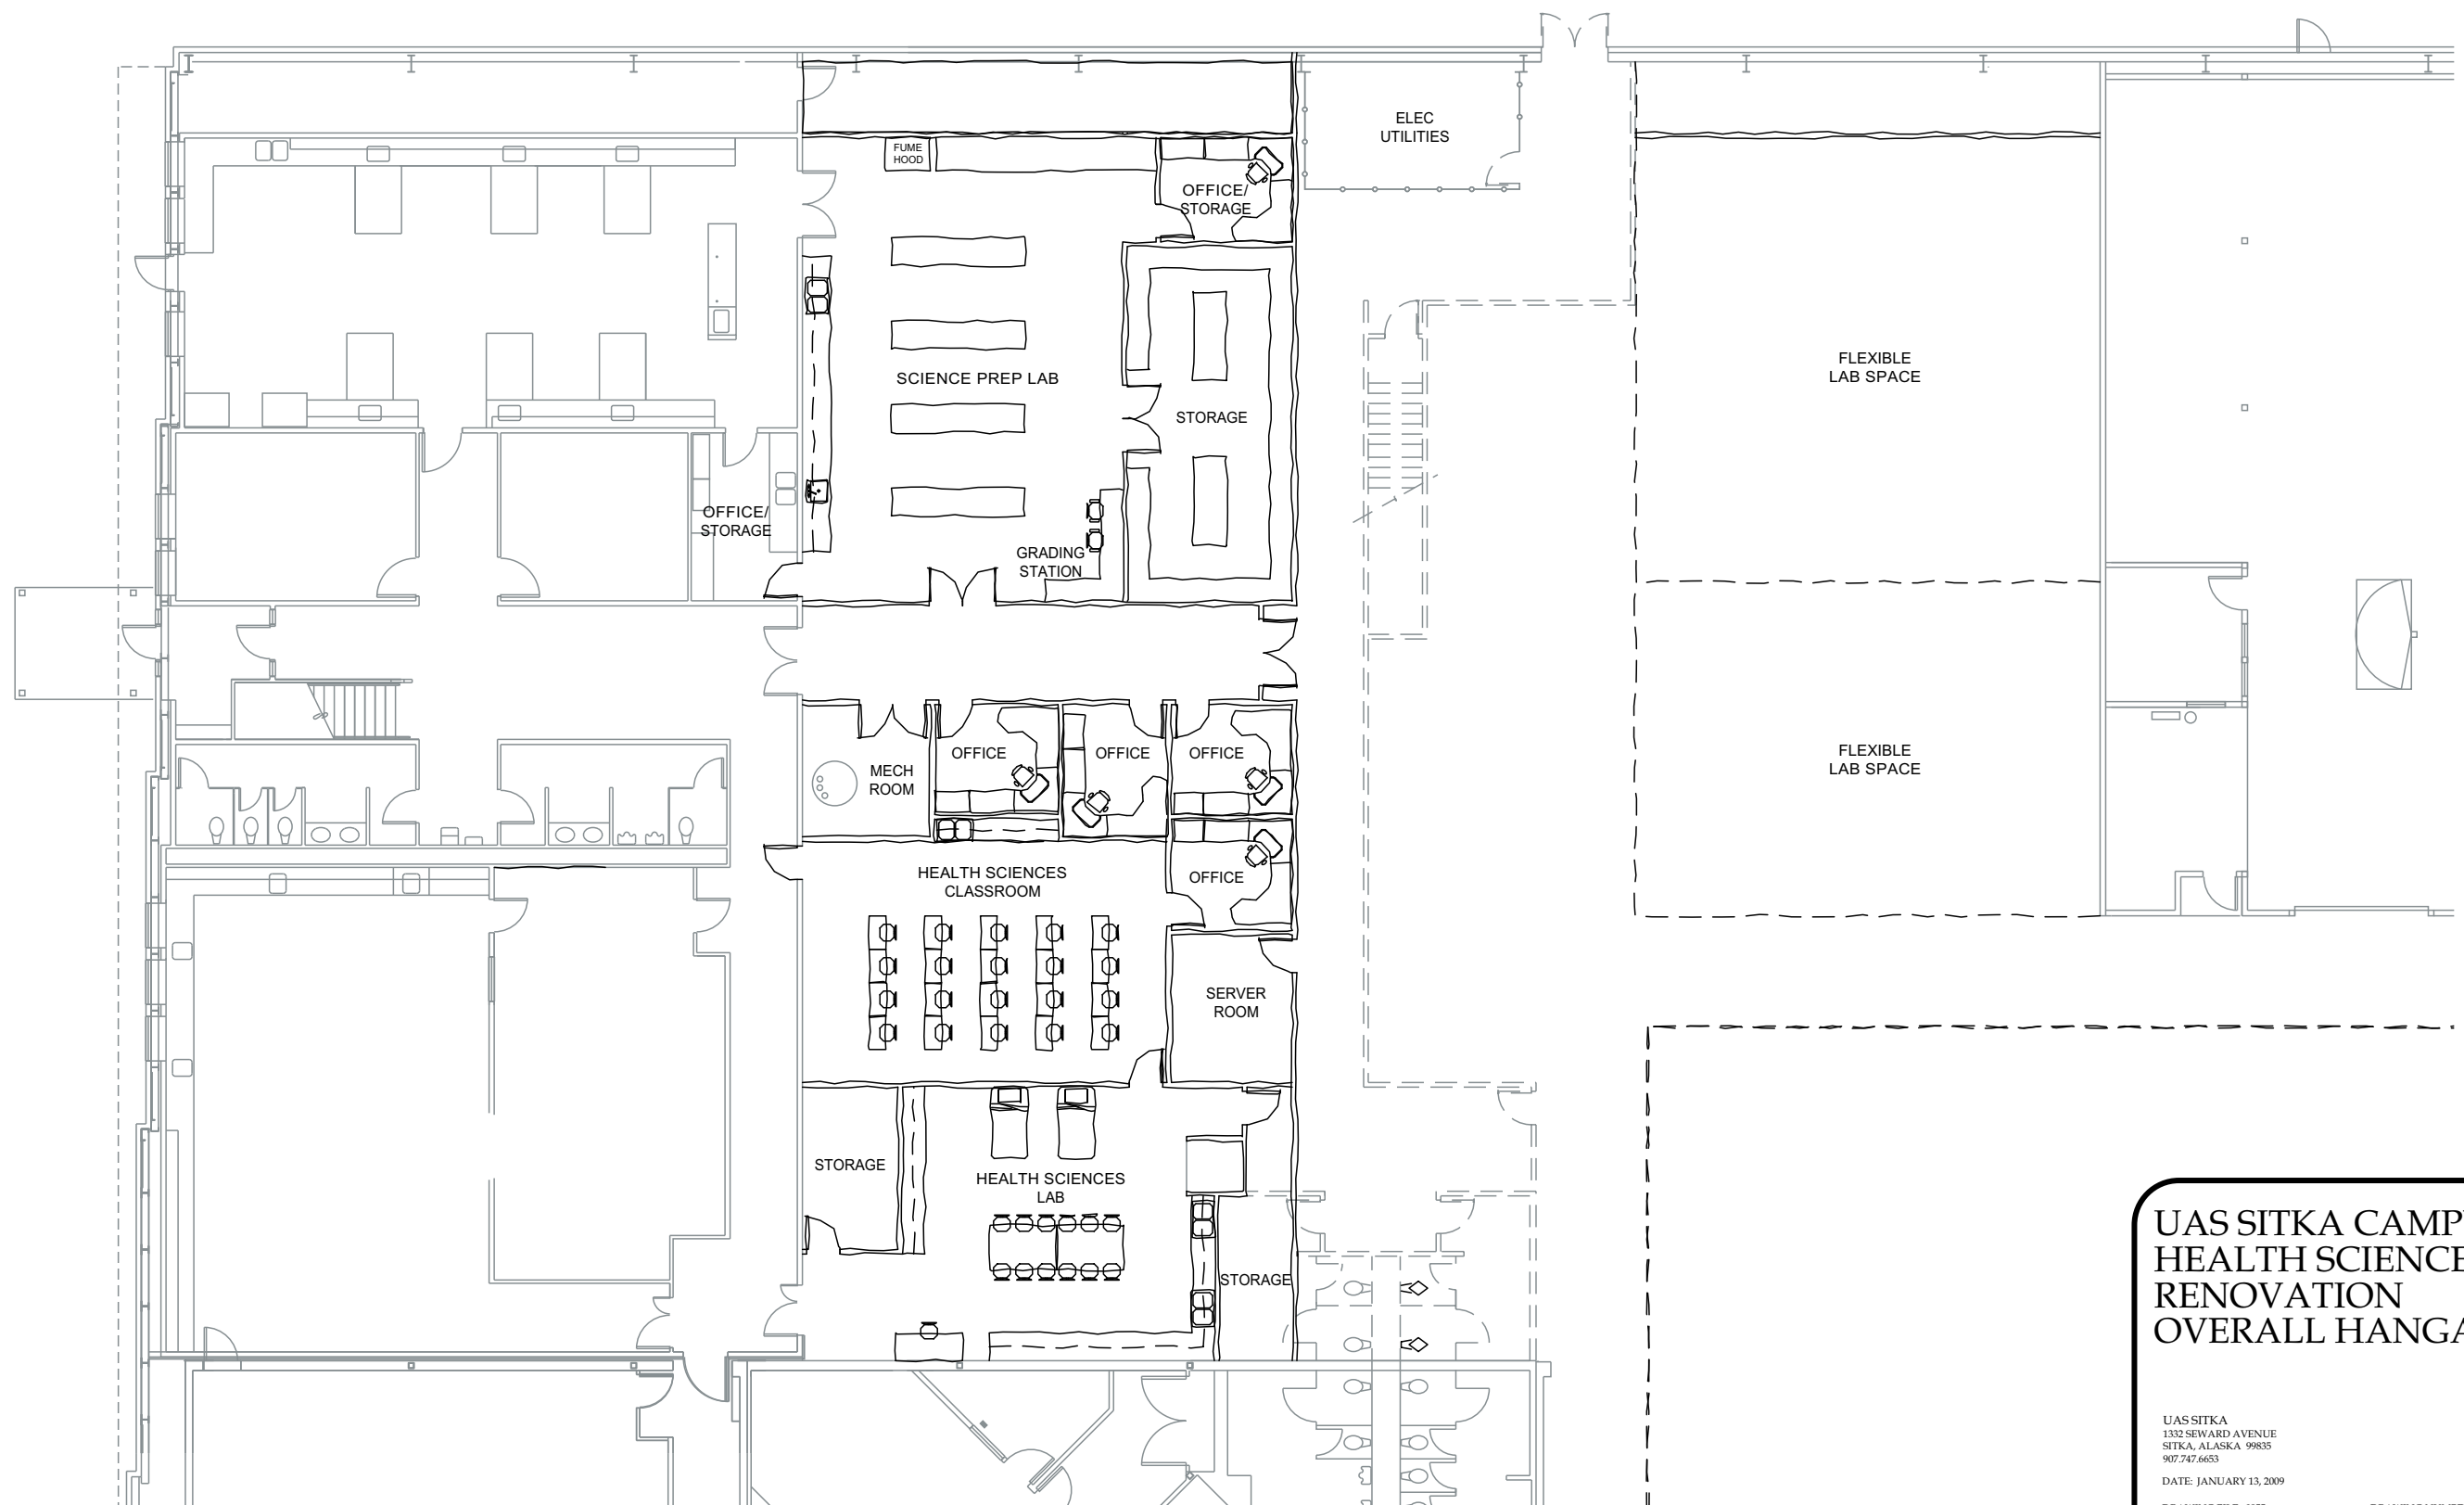 ELEC
UTILITIES
FUME
HOOD
OFFICE/
STORAGE
SCIENCE PREP LAB
STORAGE
FLEXIBLE
LAB SPACE
OFFICE/
STORAGE
GRADING
STATION
MECH
ROOM
OFFICE
OFFICE
OFFICE
FLEXIBLE
LAB SPACE
HEALTH SCIENCES
CLASSROOM
OFFICE
SERVER
ROOM
STORAGE
HEALTH SCIENCES
LAB
STORAGE
UAS SITKA CAMP
HEALTH SCIENCE
RENOVATION
OVERALL HANGA
UAS SITKA
1332 SEWARD AVENUE
SITKA, ALASKA 99835
907.747.6653
DATE: JANUARY 13, 2009